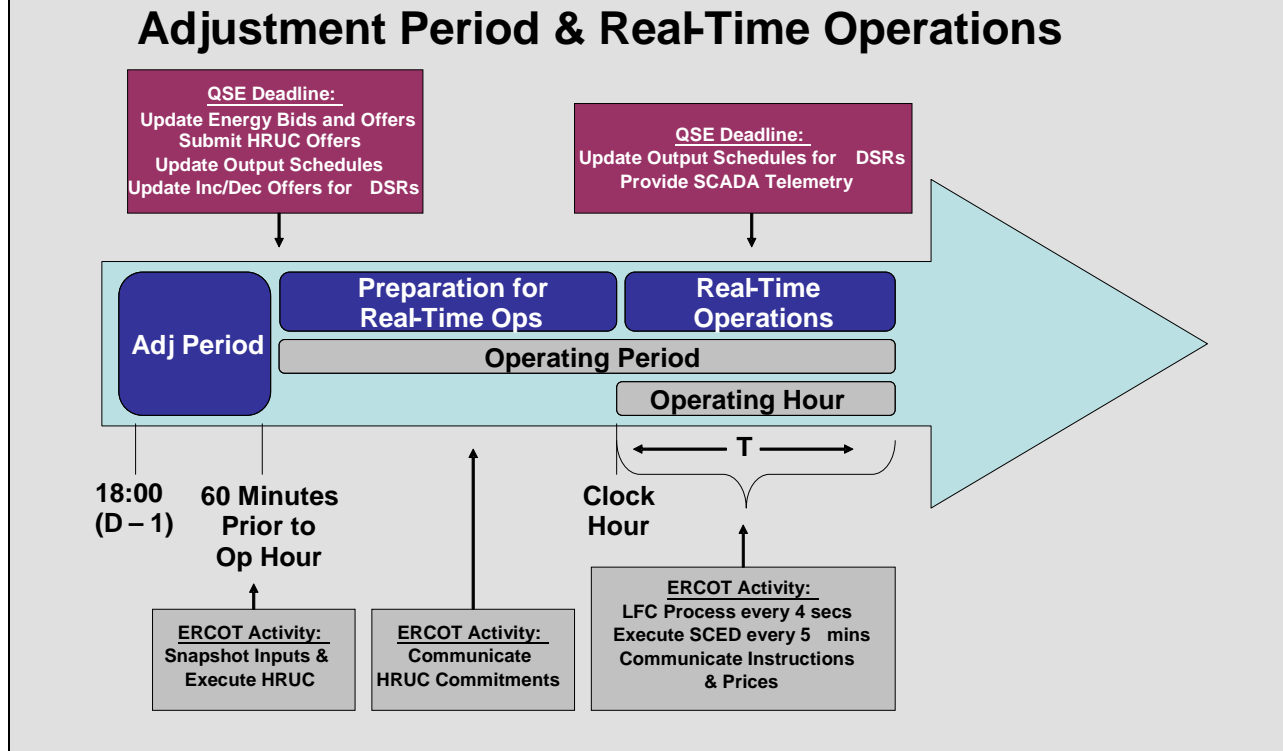 Adjustment Period & Real-Time Operations
QSE Deadline:
Update Energy Bids and Offers
Submit HRUC Offers
Update Output Schedules
Update Inc/Dec Offers for DSRs
QSE Deadline:
Update Output Schedules for DSRs
Provide SCADA Telemetry
Adj Period
Preparation for
Real-Time Ops
Real-Time
Operations
Operating Period
Operating Hour
T
18:00
(D – 1)
60 Minutes
Prior to
Op Hour
Clock
Hour
ERCOT Activity:
Snapshot Inputs &
Execute HRUC
ERCOT Activity:
Communicate
HRUC Commitments
ERCOT Activity:
LFC Process every 4 secs
Execute SCED every 5 mins
Communicate Instructions
& Prices